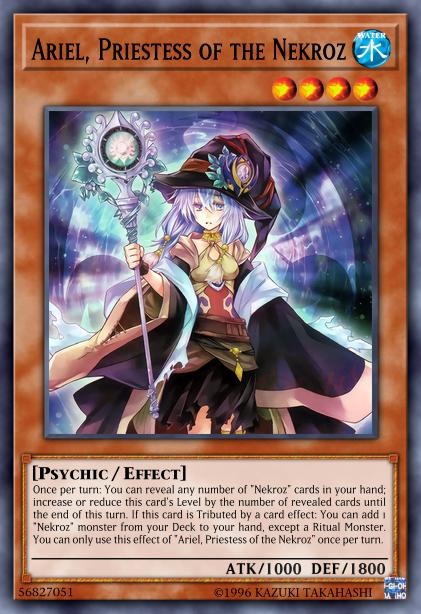 Ariel, Priestess of the Nekroz
WATER
水
[Psychic / Effect]
Once per turn: You can reveal any number of "Nekroz" cards in your hand;
increase or reduce this card's Level by the number of revealed cards until
the end of this turn. If this card is Tributed by a card effect: You can add 1
"Nekroz" monster from your Deck to your hand, except a Ritual Monster.
You can only use this effect of "Ariel, Priestess of the Nekroz" once per turn.
ATK/1000 DEF/1800
56827051
©1996 KAZUKI TAKAHASHI